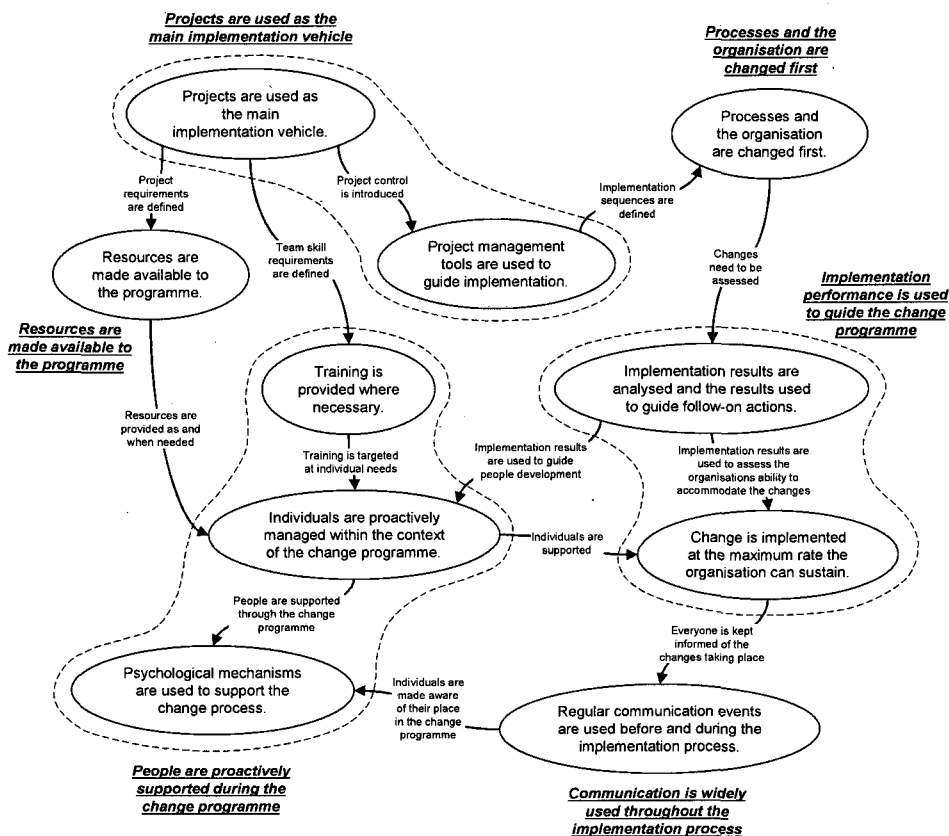 Projects are used as the
main implementation vehicle
Processes and the
organisation are
changed first
Projects are used as
the main
implementation vehicle.
Processes and
the organisation
are changed first.
Project
requirements
are defined
Project control
is introduced
Implementation
sequences are
defined
Team skill
requirements
are defined
Project management
tools are used to
guide implementation.
Resources are
made available to
the programme.
Changes
need to be
assessed
Implementation
performance is used
to guide the change
programme
Resources are
made available to
the programme
Training is
provided where
necessary.
Implementation results are
analysed and the results used
to guide follow-on actions.
Resources are
provided as and
when needed
Training is targeted
at individual needs
Implementation results
are used to guide
people development
Implementation results are
used to assess the
organisations ability to
accommodate the changes
Individuals are proactively
managed within the context
of the change programme.
Individuals are
supported
Change is implemented
at the maximum rate the
organisation can sustain.
People are supported
through the change
programme
Everyone is kept
informed of the
changes taking place
Psychological mechanisms
are used to support the
change process.
Individuals are
made aware
of their place
in the change
programme
Regular communication events
are used before and during the
implementation process.
People are proactively
supported during the
change programme
Communication is widely
used throughout the
implementation process